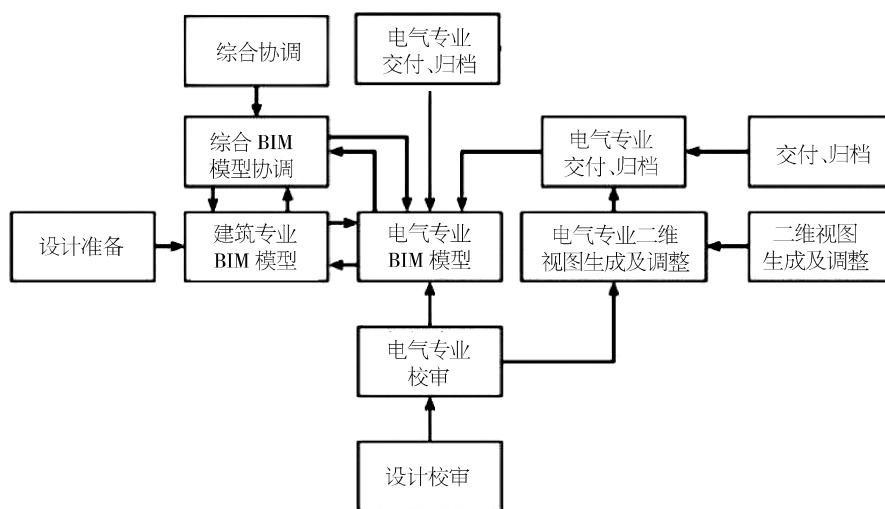 综合协调
电气专业
交付、归档
综合 BIM
模型协调
电气专业
交付、归档
交付、归档
设计准备
建筑专业
BIM 模型
电气专业
BIM 模型
电气专业二维
视图生成及调整
二维视图
生成及调整
电气专业
校审
设计校审